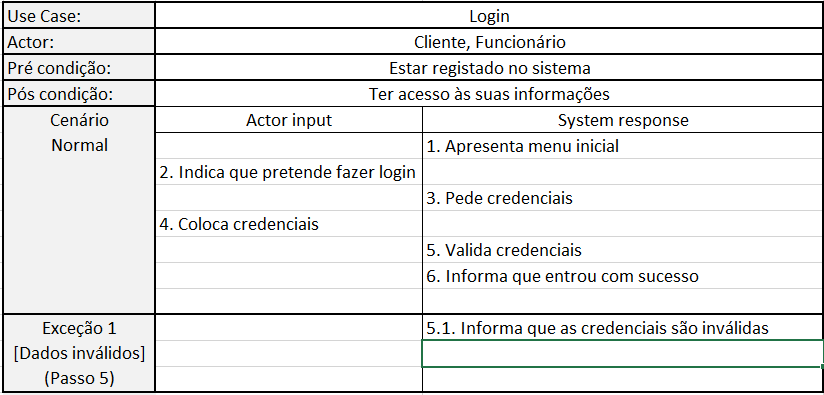 Use Case: Login
Actor: Cliente, Funcionário
Pré condição: Estar registado no sistema
Pós condição: Ter acesso às suas informações
Cenário Normal
Actor input System response
1. Apresenta menu inicial
2. Indica que pretende fazer login
3. Pede credenciais
4. Coloca credenciais
5. Valida credenciais
6. Informa que entrou com sucesso
Exceção 1
[Dados inválidos]
(Passo 5)
5.1. Informa que as credenciais são inválidas